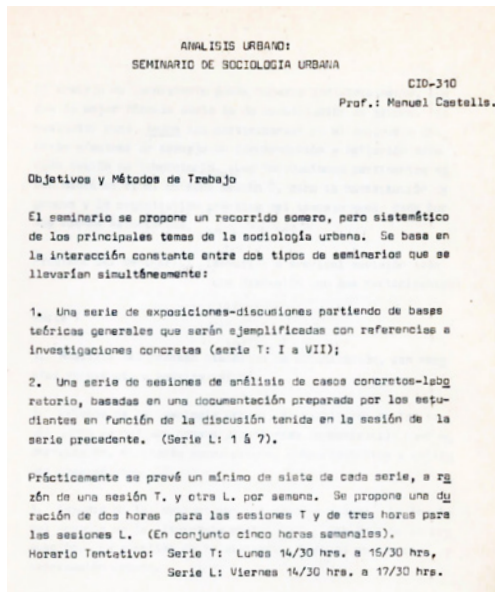 ANALISIS URBANO:
SEMINARIO DE SOCIOLOGIA URBANA
CID-310
Prof.: Manuel Castells.
Objetivos y Métodos de Trabajo
El seminario se propone un recorrido somero, pero sistemático
de los principales temas de la sociología urbana. Se basa en
la interacción constante entre dos tipos de seminarios que se
llevarían simultáneamente:
1. Una serie de exposiciones-discusiones partiendo de bases
teóricas generales que serán ejemplificadas con referencias a
investigaciones concretas (serie T: I a VII);
2. Una serie de sesiones de análisis de casos concretos-labo
ratorio, basadas en una documentación preparada por los estu-
diantes en función de la discusión tenida en la sesión de la
serie precedente. (Serie L: 1 á 7).
Prácticamente se prevé un mínimo de siete de cada serie, a ra
zón de una sesión T. y otra L. por semana. Se propone una du
ración de dos horas para las sesiones T y de tres horas para
las sesiones L. (En conjunto cinco horas semanales).
Horario Tentativo: Serie T: Lunes 14/30 hrs. a 16/30 hrs,
Serie L: Viernes 14/30 hrs. a 17/30 hrs.